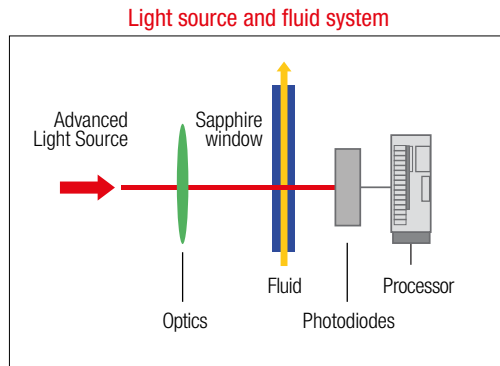 Light source and fluid system
Advanced
Light Source
Sapphire
window
Fluid
Processor
Optics
Photodiodes